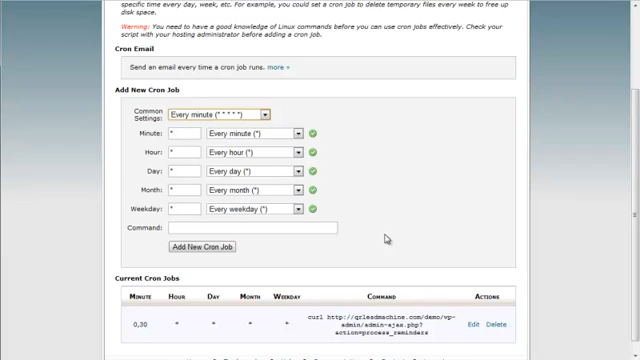 specific time every day, week, etc. For example, you could set a cron job to delete temporary files every week to free up
disk space.
Warning: You need to have a good knowledge of Linux commands before you can use cron jobs effectively. Check your
script with your hosting administrator before adding a cron job.
Cron Email
Send an email every time a cron job runs. more »
Add New Cron Job
Common
Settings: Every minute (* * * * *)
Minute: * Every minute (*)
Hour: * Every hour (*)
Day: * Every day (*)
Month: * Every month (*)
Weekday: * Every weekday (*)
Command:
Add New Cron Job
Current Cron Jobs
MINUTE HOUR DAY MONTH WEEKDAY COMMAND ACTIONS
curl http://qrleadmachine.com/demo/wp-
0,30 * * * * admin/admin-ajax.php? Edit Delete
action=process_reminders